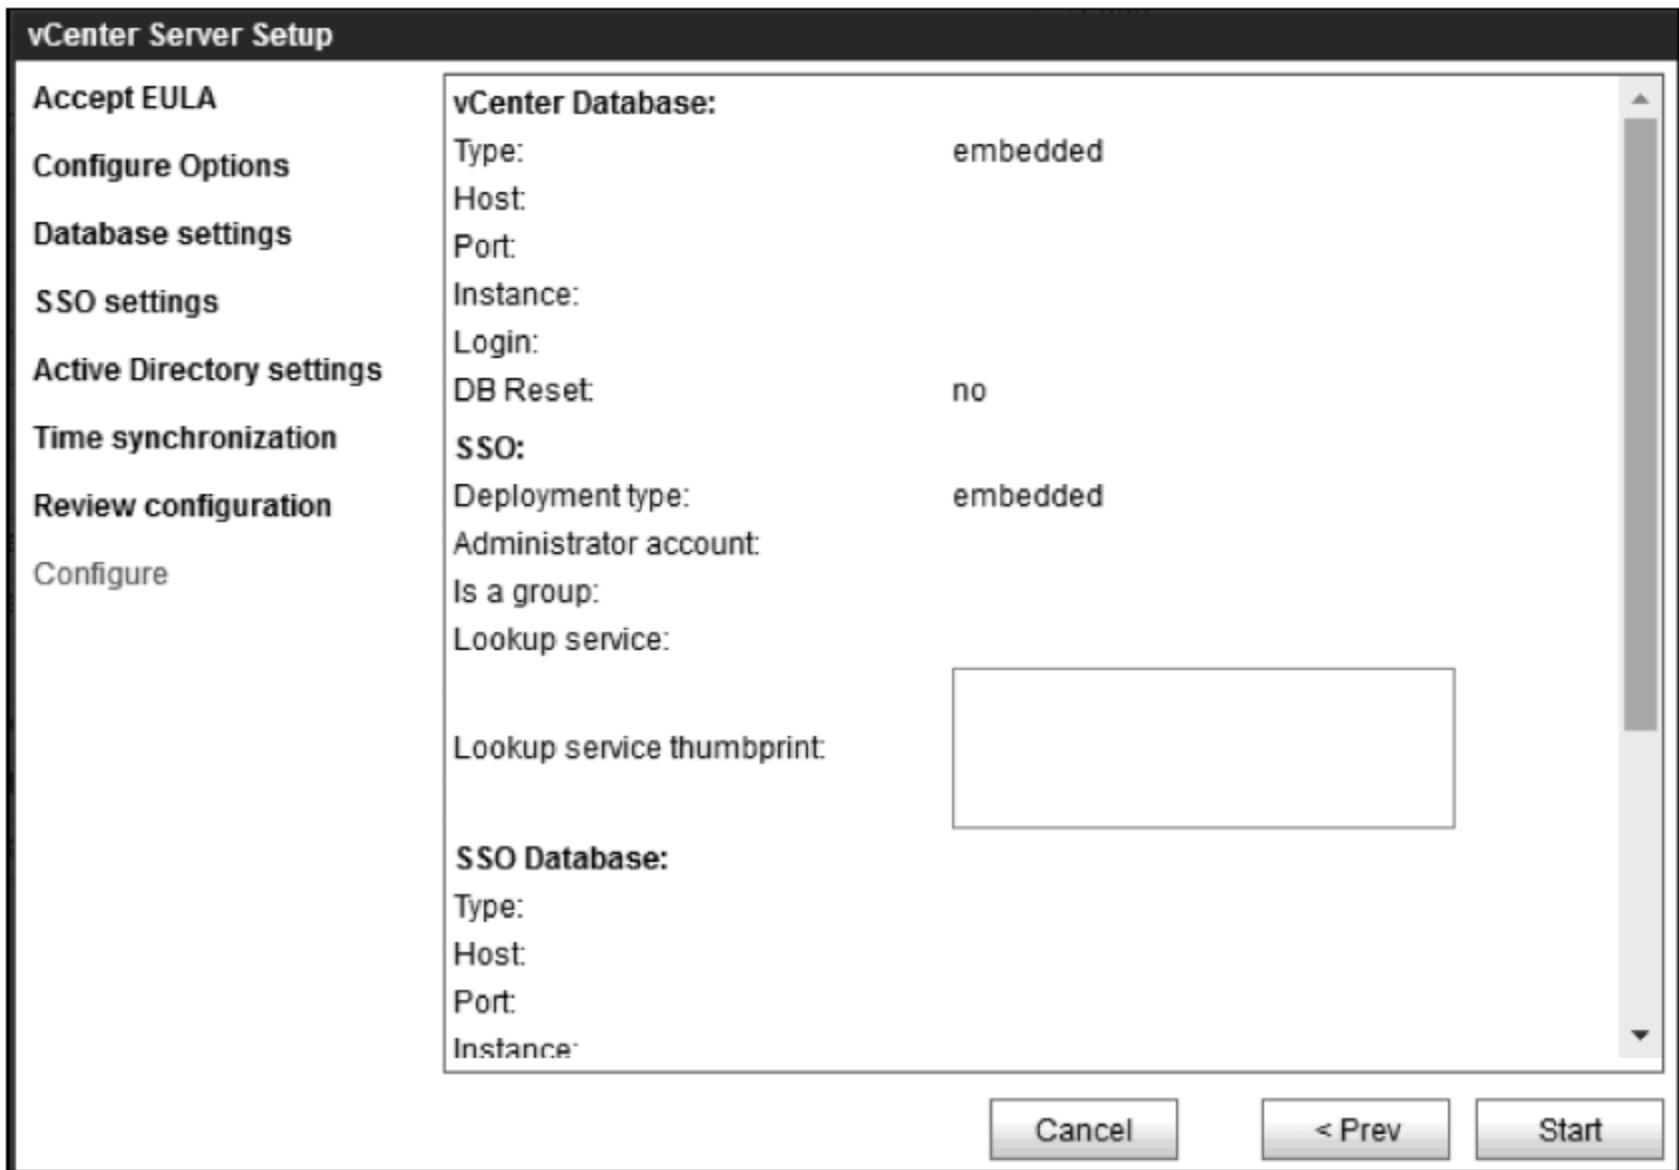 vCenter Server Setup
Accept EULA
Configure Options
Database settings
SSO settings
Active Directory settings
Time synchronization
Review configuration
Configure
vCenter Database:
Type: embedded
Host:
Port:
Instance:
Login:
DB Reset: no
SSO:
Deployment type: embedded
Administrator account:
Is a group:
Lookup service:
Lookup service thumbprint:
SSO Database:
Type:
Host:
Port:
Instance:
Cancel
< Prev
Start